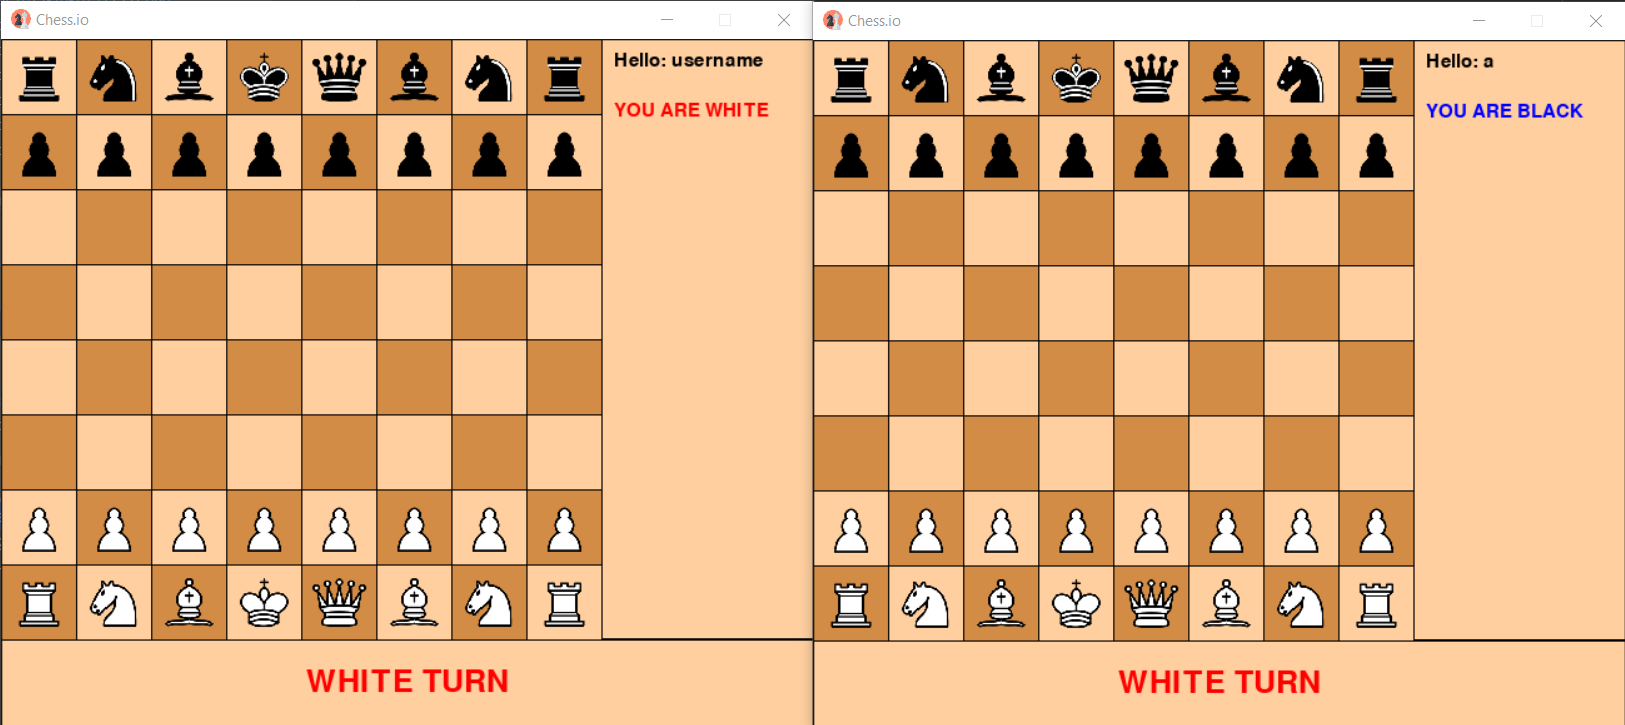 Chess.io
Hello: username
YOU ARE WHITE
WHITE TURN
Chess.io
Hello: a
YOU ARE BLACK
WHITE TURN